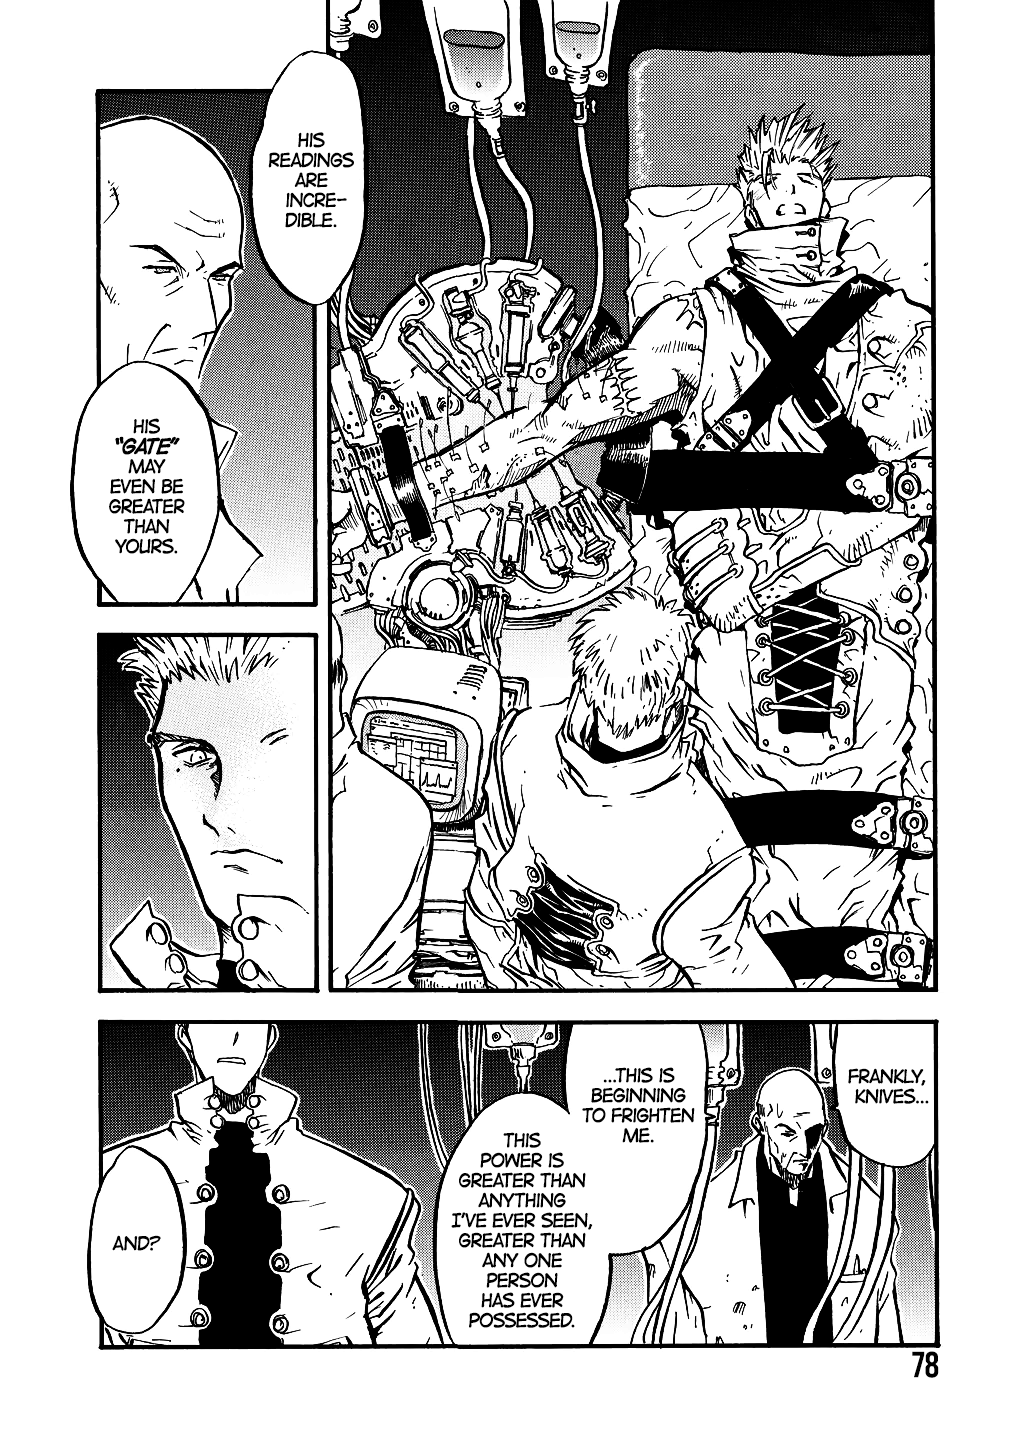 HIS
READINGS
ARE
INCRE-
DIBLE.
HIS
"GATE"
MAY
EVEN BE
GREATER
THAN
YOURS.
FRANKLY,
KNIVES...
...THIS IS
BEGINNING
TO FRIGHTEN
ME.
THIS
POWER IS
GREATER THAN
ANYTHING
I'VE EVER SEEN,
GREATER THAN
ANY ONE
PERSON
HAS EVER
POSSESSED.
AND?
78